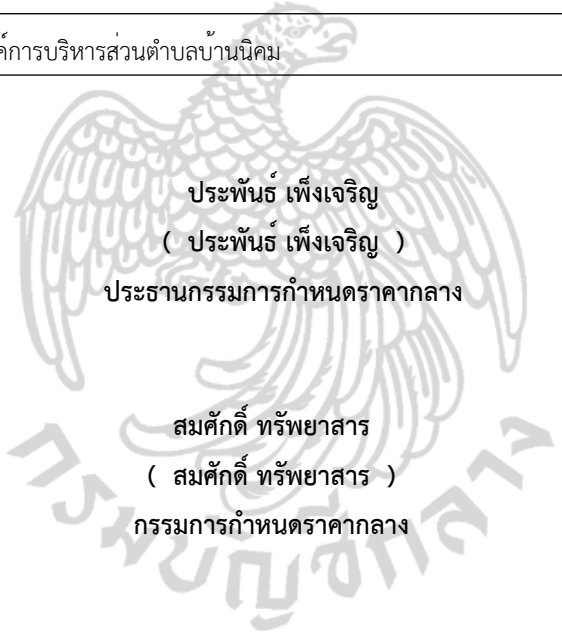 ค์การบริหารส่วนตำบลบ้านนิคม
ประพันธ์ เพ็งเจริญ
( ประพันธ์ เพ็งเจริญ )
ประธานกรรมการกำหนดราคากลาง
สมศักดิ์ ทรัพยาสาร
( สมศักดิ์ ทรัพยาสาร )
กรรมการกำหนดราคากลาง
กรมบัญชีกลาง